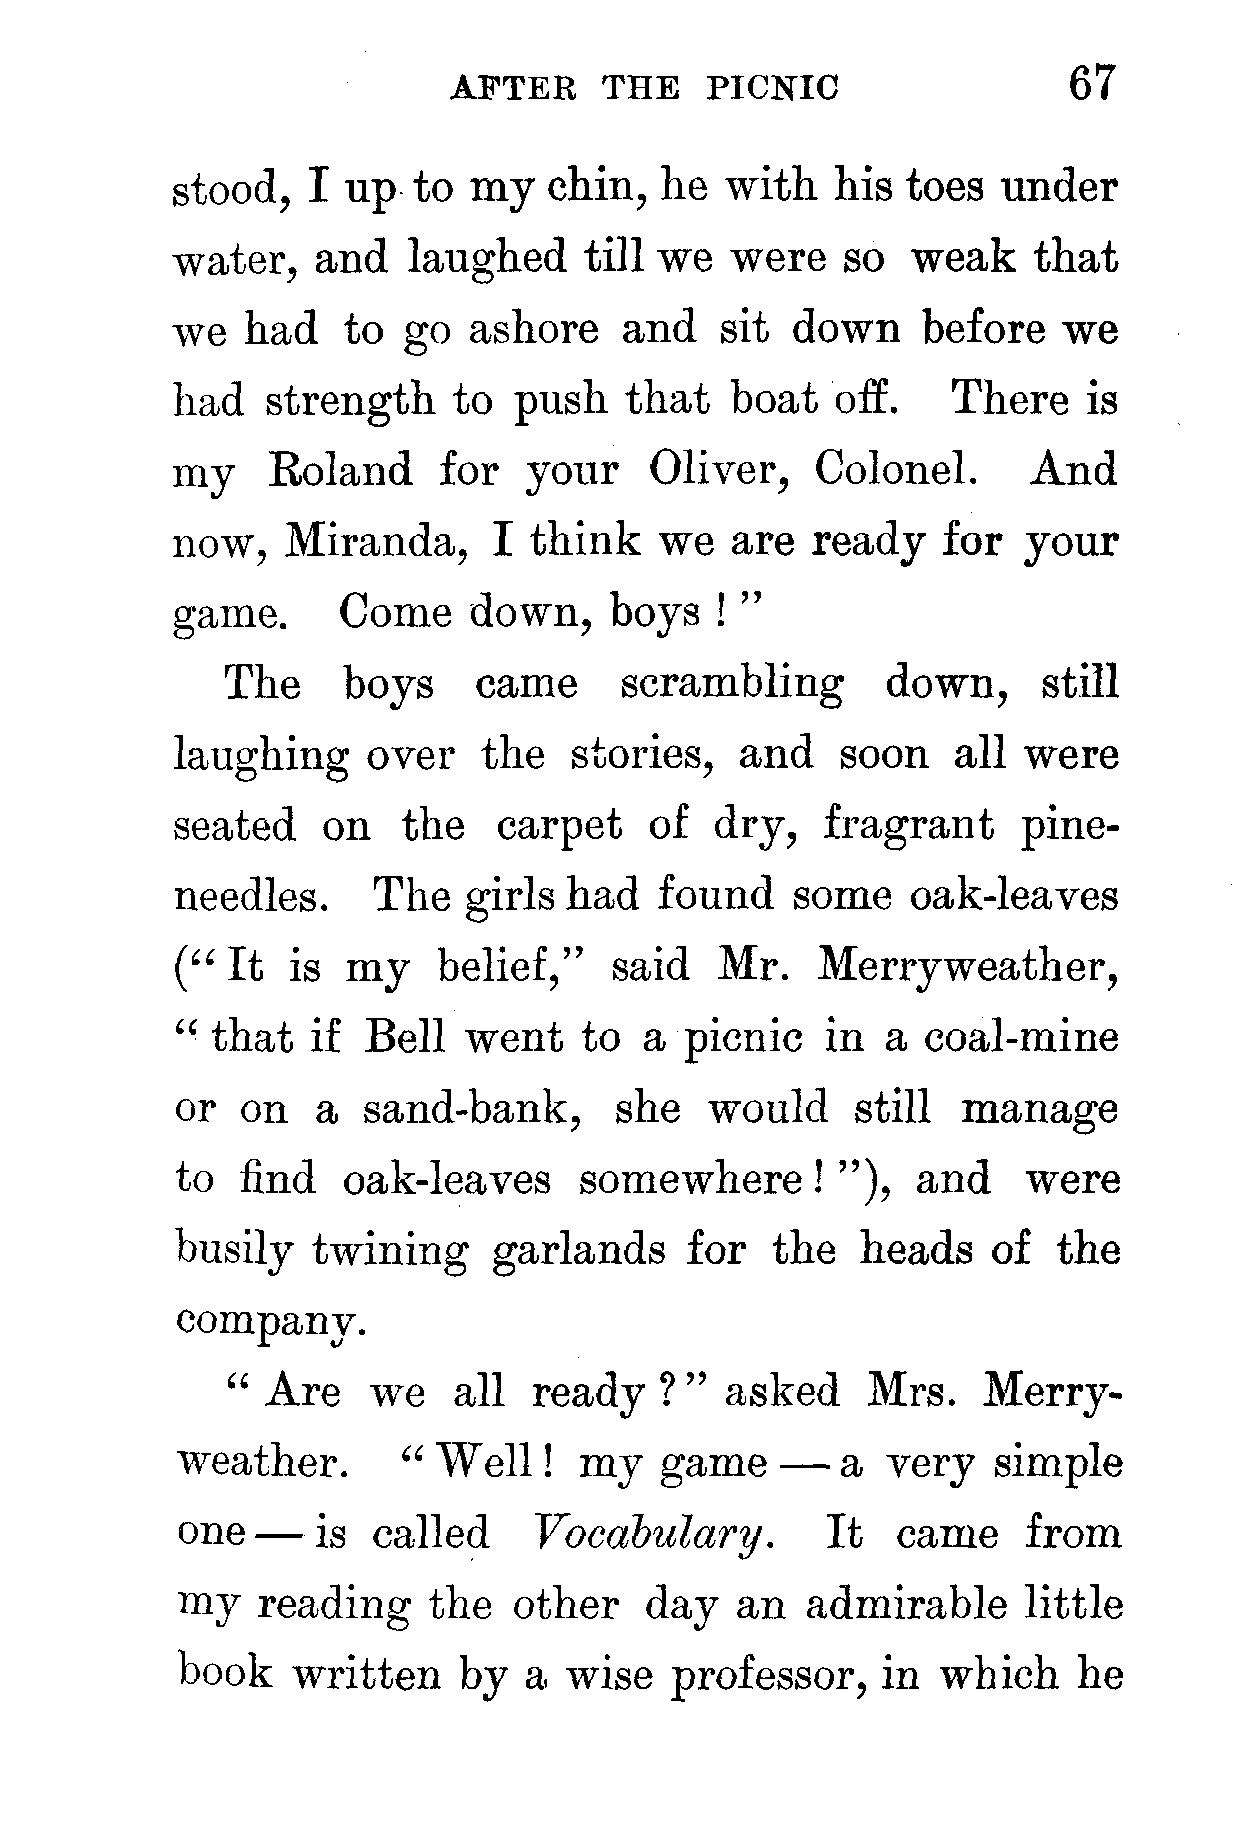 AFTER THE PICNIC 67
stood, I up to my chin, he with his toes under
water, and laughed till we were so weak that
we had to go ashore and sit down before we
had strength to push that boat off. There is
my Roland for your Oliver, Colonel. And
now, Miranda, I think we are ready for your
game. Come down, boys ! ”
The boys came scrambling down, still
laughing over the stories, and soon all were
seated on the carpet of dry, fragrant pine-
needles. The girls had found some oak-leaves
(“ It is my belief,” said Mr. Merryweather,
“ that if Bell went to a picnic in a coal-mine
or on a sand-bank, she would still manage
to find oak-leaves somewhere ! ”), and were
busily twining garlands for the heads of the
company.
“ Are we all ready ? ” asked Mrs. Merry-
weather. “ Well ! my game — a very simple
one — is called Vocabulary. It came from
my reading the other day an admirable little
book written by a wise professor, in which he